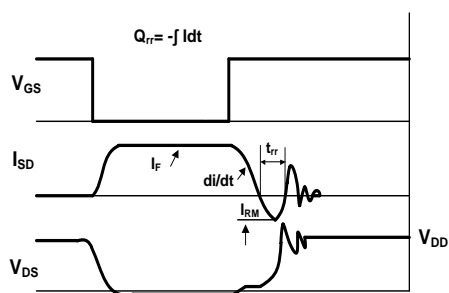 Qrr= -∫ Idt
VGS
ISD
IF
di/dt
trr
IRM
VDD
VDS